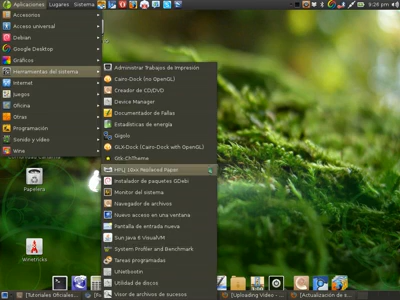 Aplicaciones Lugares Sistema 9:26 pm
Accesorios
Acceso universal
Debian
Google Desktop
Gráficos
Herramientas del sistema
Internet
Juegos
Oficina
Otras
Programación
Sonido y vídeo
Wine
Administrar Trabajos de Impresión
Cairo-Dock (no OpenGL)
Creador de CD/DVD
Device Manager
Documentador de Fallas
Estadísticas de energía
Gigolo
GLX-Dock (Cairo-Dock with OpenGL)
Gtk-ChTheme
HPLJ 10xx Replaced Paper
Instalador de paquetes GDebi
Monitor del sistema
Navegador de archivos
Nuevo acceso en una ventana
Pantalla de entrada nueva
Sun Java 6 VisualVM
System Profiler and Benchmark
Tareas programadas
UNetbootin
Utilidad de discos
Visor de archivos de sucesos
Papelera
Winetricks
[Tutoriales Oficiales...
[Uploading Video - ...
[Actualización de s...